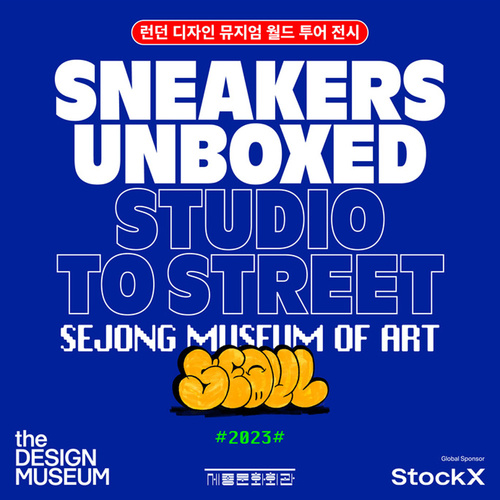 런던 디자인 뮤지엄 월드 투어 전시
SNEAKERS
UNBOXED
STUDIO
TO STREET
SEJONG MUSEUM OF ART
SEOUL
#2023#
the
DESIGN
MUSEUM
세종문화회관
Global Sponsor
StockX